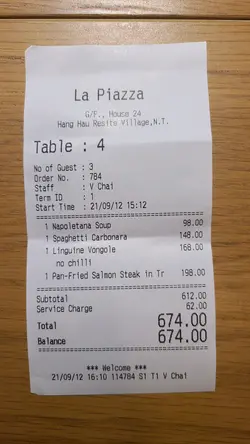 La Piazza
G/F., House 24
Hang Hau Resite Village,N.T.
Table : 4
No of Guest : 3
Order No. : 784
Staff : V Chai
Term ID : 1
Start Time : 21/09/12 15:12
1 Napoletana Soup 98.00
1 Spaghetti Carbonara 148.00
1 Linguine Vongole 168.00
no chilli
1 Pan-Fried Salmon Steak in Tr 198.00
Subtotal 612.00
Service Charge 62.00
Total 674.00
Balance 674.00
*** Welcome ***
21/09/12 16:10 114784 S1 T1 V Chai